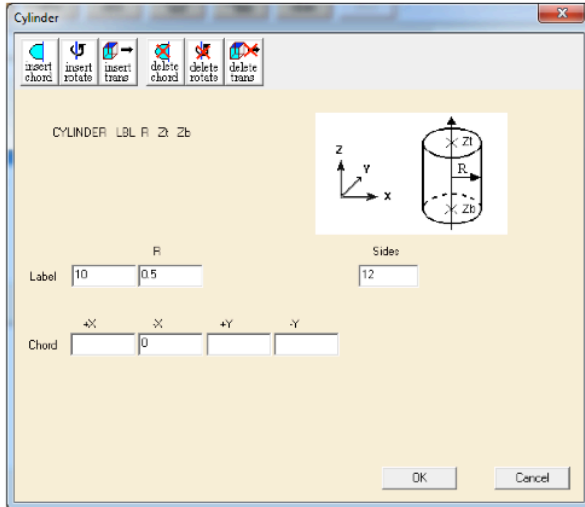 Cylinder
insert chord
insert rotate
insert trans
delete chord
delete rotate
delete trans
CYLINDER LBL R Zt Zb
Z
Y
X
Zt
R
Zb
R
Sides
Label 10 0.5 12
+X -X +Y -Y
Chord 0
OK Cancel